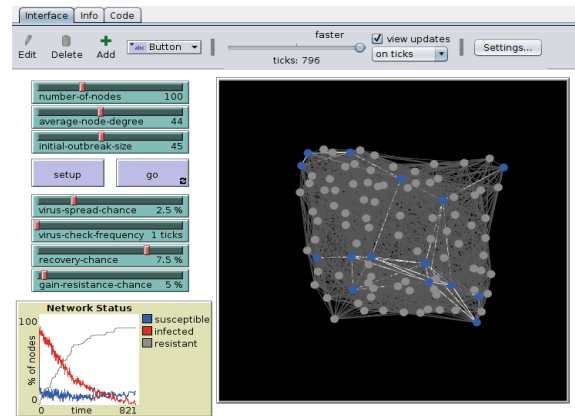 Interface Info Code
faster
Edit Delete Add abc Button view updates on ticks Settings...
ticks: 796
number-of-nodes 100
average-node-degree 44
initial-outbreak-size 45
setup go
virus-spread-chance 2.5 %
virus-check-frequency 1 ticks
recovery-chance 7.5 %
gain-resistance-chance 5 %
Network Status
100
% of nodes
0
0 time 821
susceptible
infected
resistant